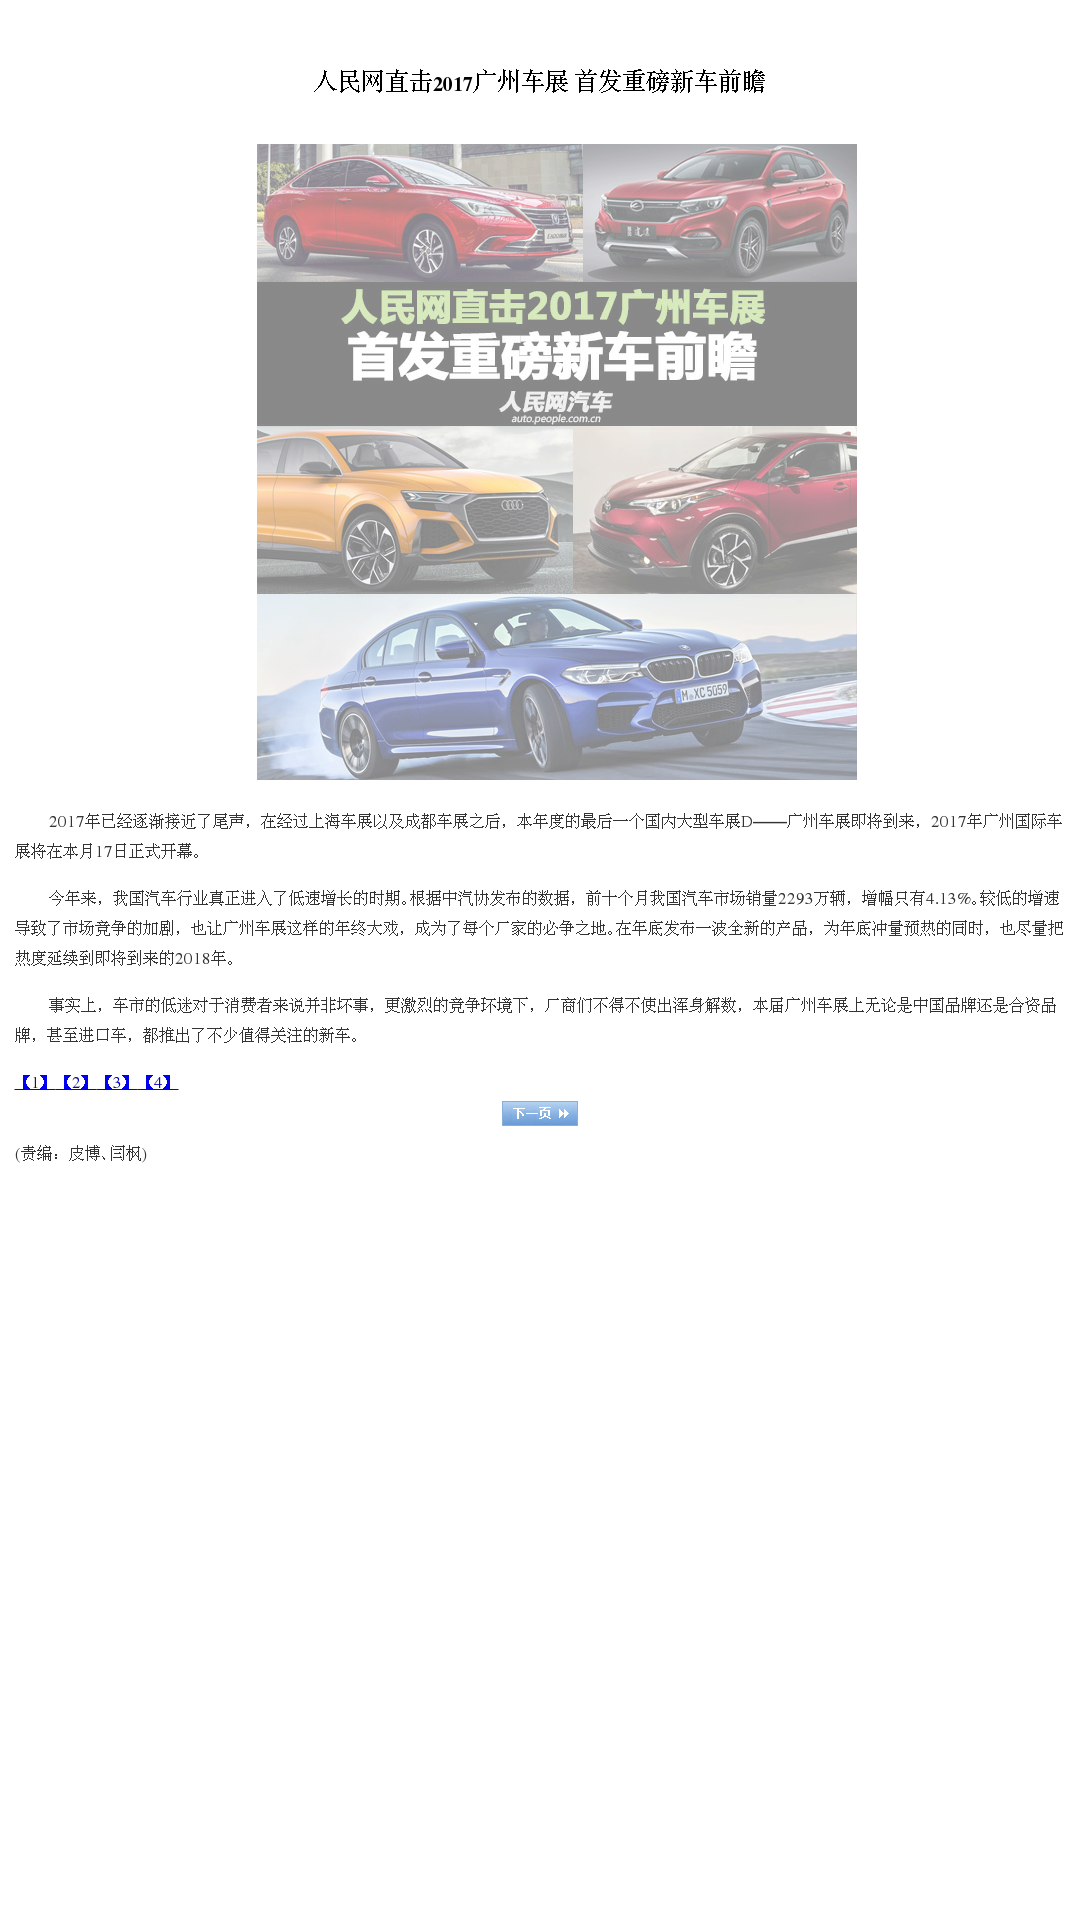 人民网直击2017广州车展 首发重磅新车前瞻
人民网直击2017广州车展
首发重磅新车前瞻
人民网汽车
auto.people.com.cn
M XC 5059
2017年已经逐渐接近了尾声，在经过上海车展以及成都车展之后，本年度的最后一个国内大型车展D——广州车展即将到来，2017年广州国际车
展将在本月17日正式开幕。
今年来，我国汽车行业真正进入了低速增长的时期。根据中汽协发布的数据，前十个月我国汽车市场销量2293万辆，增幅只有4.13%。较低的增速
导致了市场竞争的加剧，也让广州车展这样的年终大戏，成为了每个厂家的必争之地。在年底发布一波全新的产品，为年底冲量预热的同时，也尽量把
热度延续到即将到来的2018年。
事实上，车市的低迷对于消费者来说并非坏事，更激烈的竞争环境下，厂商们不得不使出浑身解数，本届广州车展上无论是中国品牌还是合资品
牌，甚至进口车，都推出了不少值得关注的新车。
【1】 【2】 【3】 【4】
下一页
(责编：皮博、闫枫)